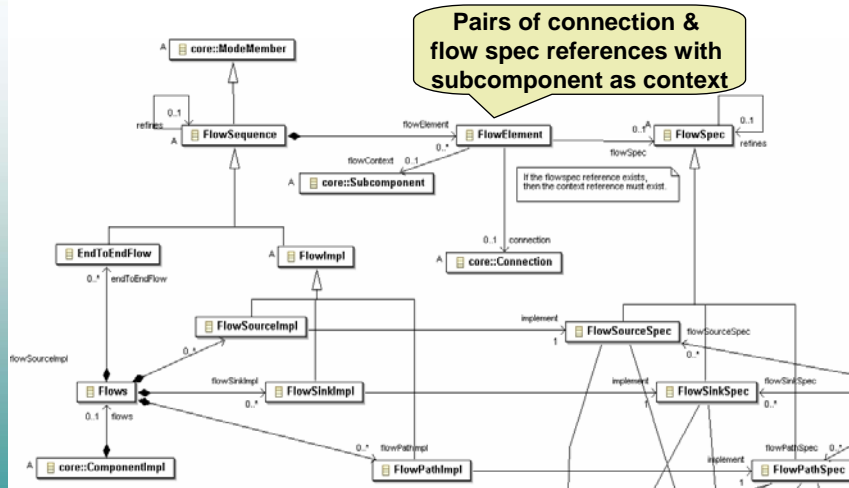 Pairs of connection &
flow spec references with
subcomponent as context
A
core::ModeMember
0..1
refines
A
FlowSequence
flowElement
0..*
FlowElement
0..1
flowSpec
A
FlowSpec
0..1
refines
flowContext 0..1
A
core::Subcomponent
If the flowspec reference exists,
then the context reference must exist.
0..1 connection
A
core::Connection
EndToEndFlow
0..* endToEndFlow
A
FlowImpl
FlowSourceImpl
0..*
implement
1
FlowSourceSpec
flowSourceSpec
0..*
flowSourceImpl
Flows
flowSinkImpl
0..*
FlowSinkImpl
implement
1
FlowSinkSpec
flowSinkSpec
0..*
0..1 flows
A
core::ComponentImpl
0..*
flowPathImpl
FlowPathImpl
implement
1
flowPathSpec 0..*
FlowPathSpec